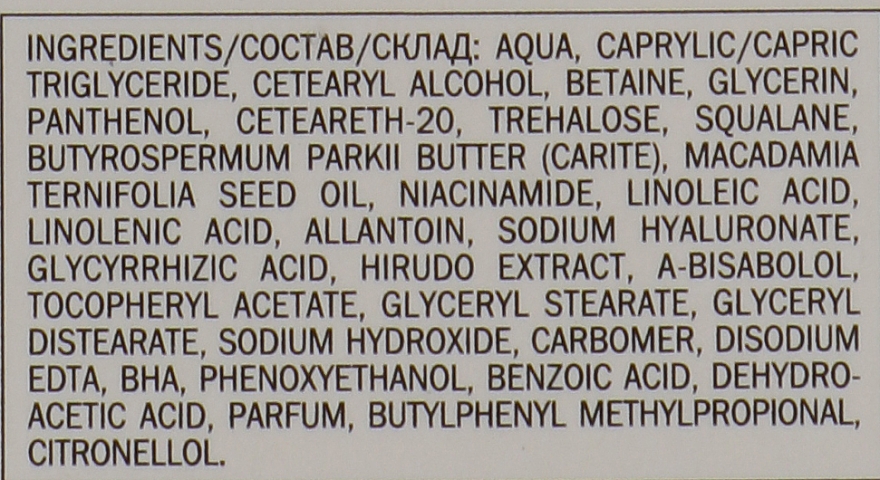 INGREDIENTS/СОСТАВ/СКЛАД: AQUA, CAPRYLIC/CAPRIC
TRIGLYCERIDE, CETEARYL ALCOHOL, BETAINE, GLYCERIN,
PANTHENOL, CETEARETH-20, TREHALOSE, SQUALANE,
BUTYROSPERMUM PARKII BUTTER (CARITE), MACADAMIA
TERNIFOLIA SEED OIL, NIACINAMIDE, LINOLEIC ACID,
LINOLENIC ACID, ALLANTOIN, SODIUM HYALURONATE,
GLYCYRRHIZIC ACID, HIRUDO EXTRACT, A-BISABOLOL,
TOCOPHERYL ACETATE, GLYCERYL STEARATE, GLYCERYL
DISTEARATE, SODIUM HYDROXIDE, CARBOMER, DISODIUM
EDTA, BHA, PHENOXYETHANOL, BENZOIC ACID, DEHYDRO-
ACETIC ACID, PARFUM, BUTYLPHENYL METHYLPROPIONAL,
CITRONELLOL.